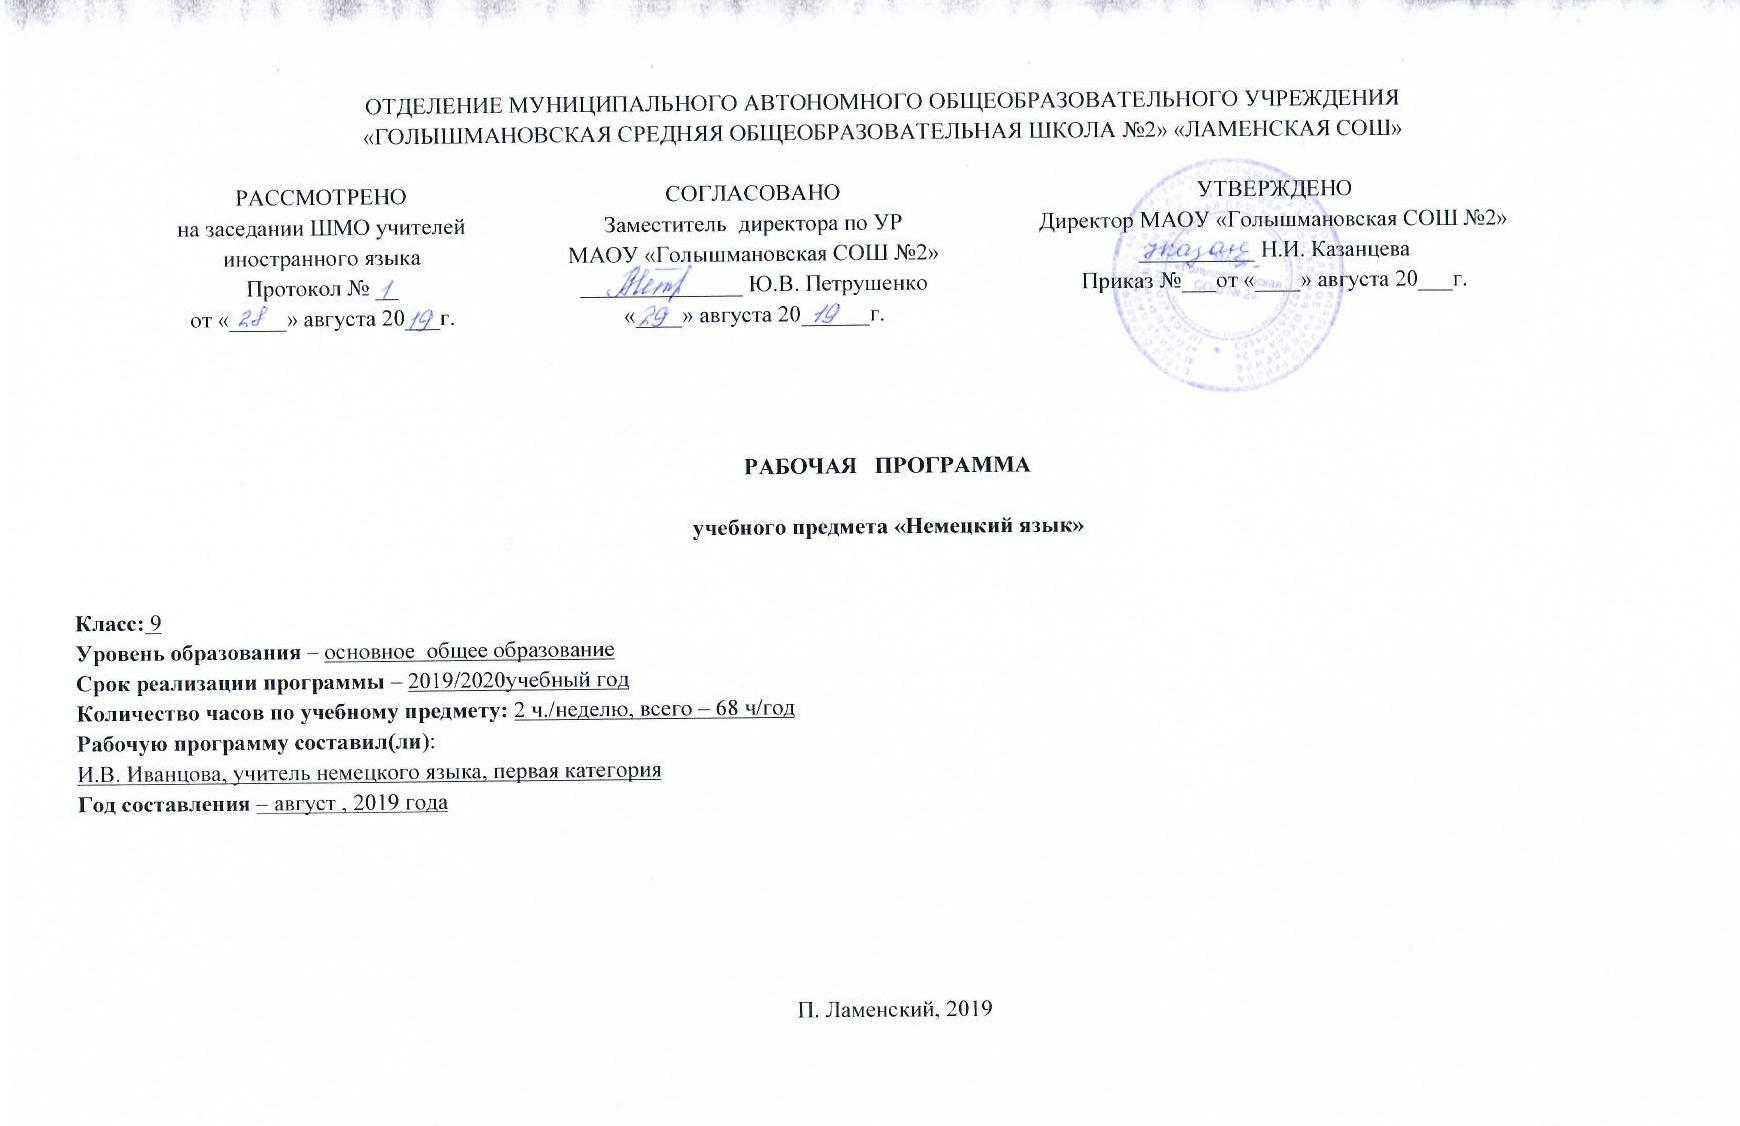 ОТДЕЛЕНИЕ МУНИЦИПАЛЬНОГО АВТОНОМНОГО ОБЩЕОБРАЗОВАТЕЛЬНОГО УЧРЕЖДЕНИЯ
«ГОЛЫШМАНОВСКАЯ СРЕДНЯЯ ОБЩЕОБРАЗОВАТЕЛЬНАЯ ШКОЛА №2» «ЛАМЕНСКАЯ СОШ»
РАССМОТРЕНО
на заседании ШМО учителей
иностранного языка
Протокол № 1
от «28» августа 2019г.
СОГЛАСОВАНО
Заместитель директора по УР
МАОУ «Голышмановская СОШ №2»
______________ Ю.В. Петрушенко
«29» августа 2019г.
УТВЕРЖДЕНО
Директор МАОУ «Голышмановская СОШ №2»
__________ Н.И. Казанцева
Приказ №___от «____» августа 20___г.
РАБОЧАЯ ПРОГРАММА
учебного предмета «Немецкий язык»
Класс: 9
Уровень образования – основное общее образование
Срок реализации программы – 2019/2020учебный год
Количество часов по учебному предмету: 2 ч./неделю, всего – 68 ч/год
Рабочую программу составил(ли):
И.В. Иванцова, учитель немецкого языка, первая категория
Год составления – август , 2019 года
П. Ламенский, 2019